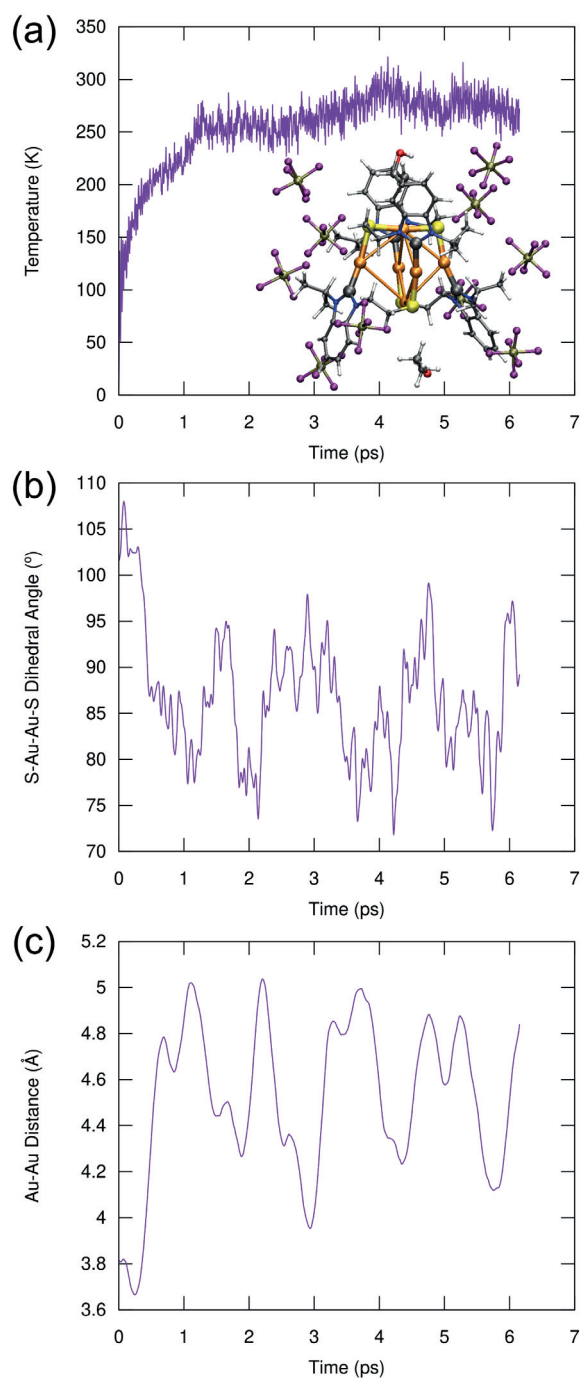 (a)
350
300
250
200
150
100
50
0
Temperature (K)
0 1 2 3 4 5 6 7
Time (ps)
(b)
110
105
100
95
90
85
80
75
70
S-Au-Au-S Dihedral Angle (º)
0 1 2 3 4 5 6 7
Time (ps)
(c)
5.2
5
4.8
4.6
4.4
4.2
4
3.8
3.6
Au-Au Distance (Å)
0 1 2 3 4 5 6 7
Time (ps)